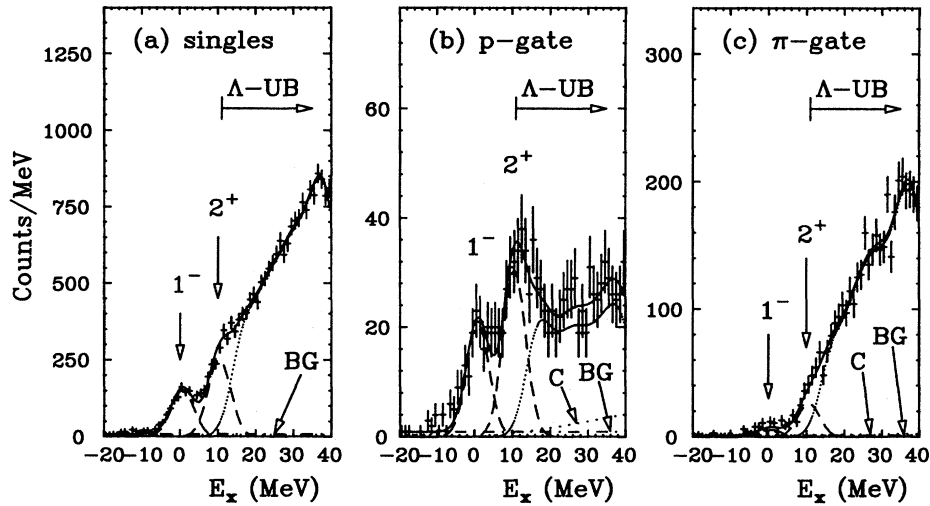 (a) singles
1250
1000
750
500
250
0
Counts/MeV
Λ-UB
2+
1-
BG
-20 -10 0 10 20 30 40
Ex (MeV)
(b) p-gate
60
40
20
0
Λ-UB
2+
1-
C
BG
-20 -10 0 10 20 30 40
Ex (MeV)
(c) π-gate
300
200
100
0
Λ-UB
2+
1-
C
BG
-20 -10 0 10 20 30 40
Ex (MeV)